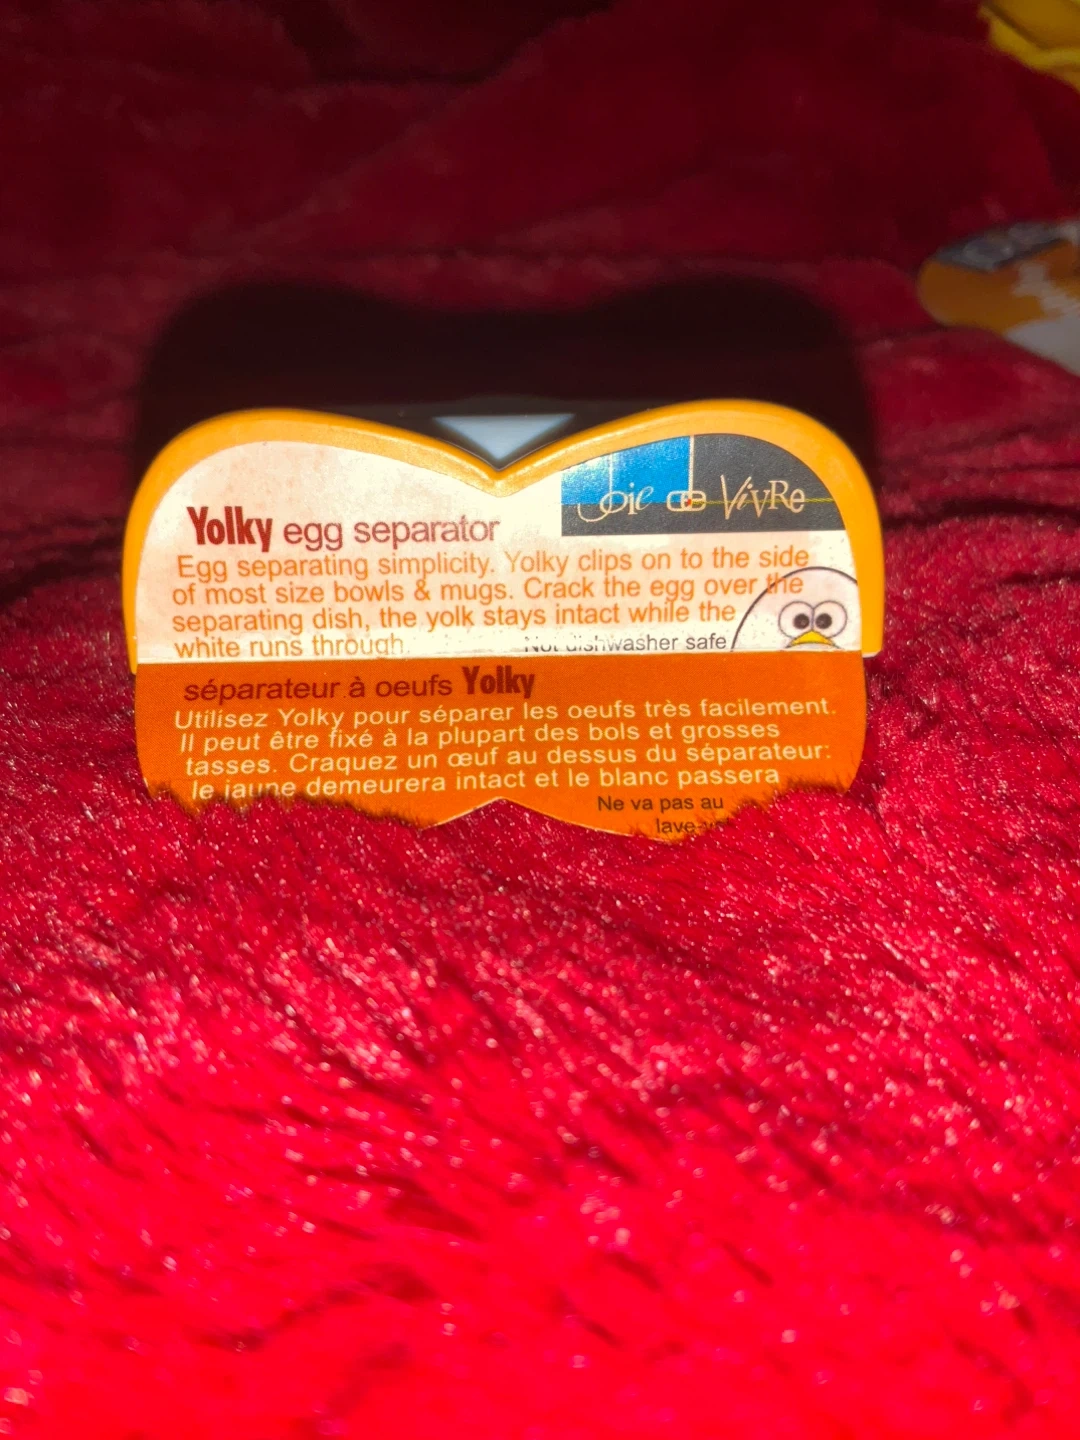 Joie de VivRe
Yolky egg separator
Egg separating simplicity. Yolky clips on to the side
of most size bowls & mugs. Crack the egg over the
separating dish, the yolk stays intact while the
white runs through.
Not dishwasher safe
séparateur à oeufs Yolky
Utilisez Yolky pour séparer les oeufs très facilement.
Il peut être fixé à la plupart des bols et grosses
tasses. Craquez un œuf au dessus du séparateur:
le jaune demeurera intact et le blanc passera
Ne va pas au